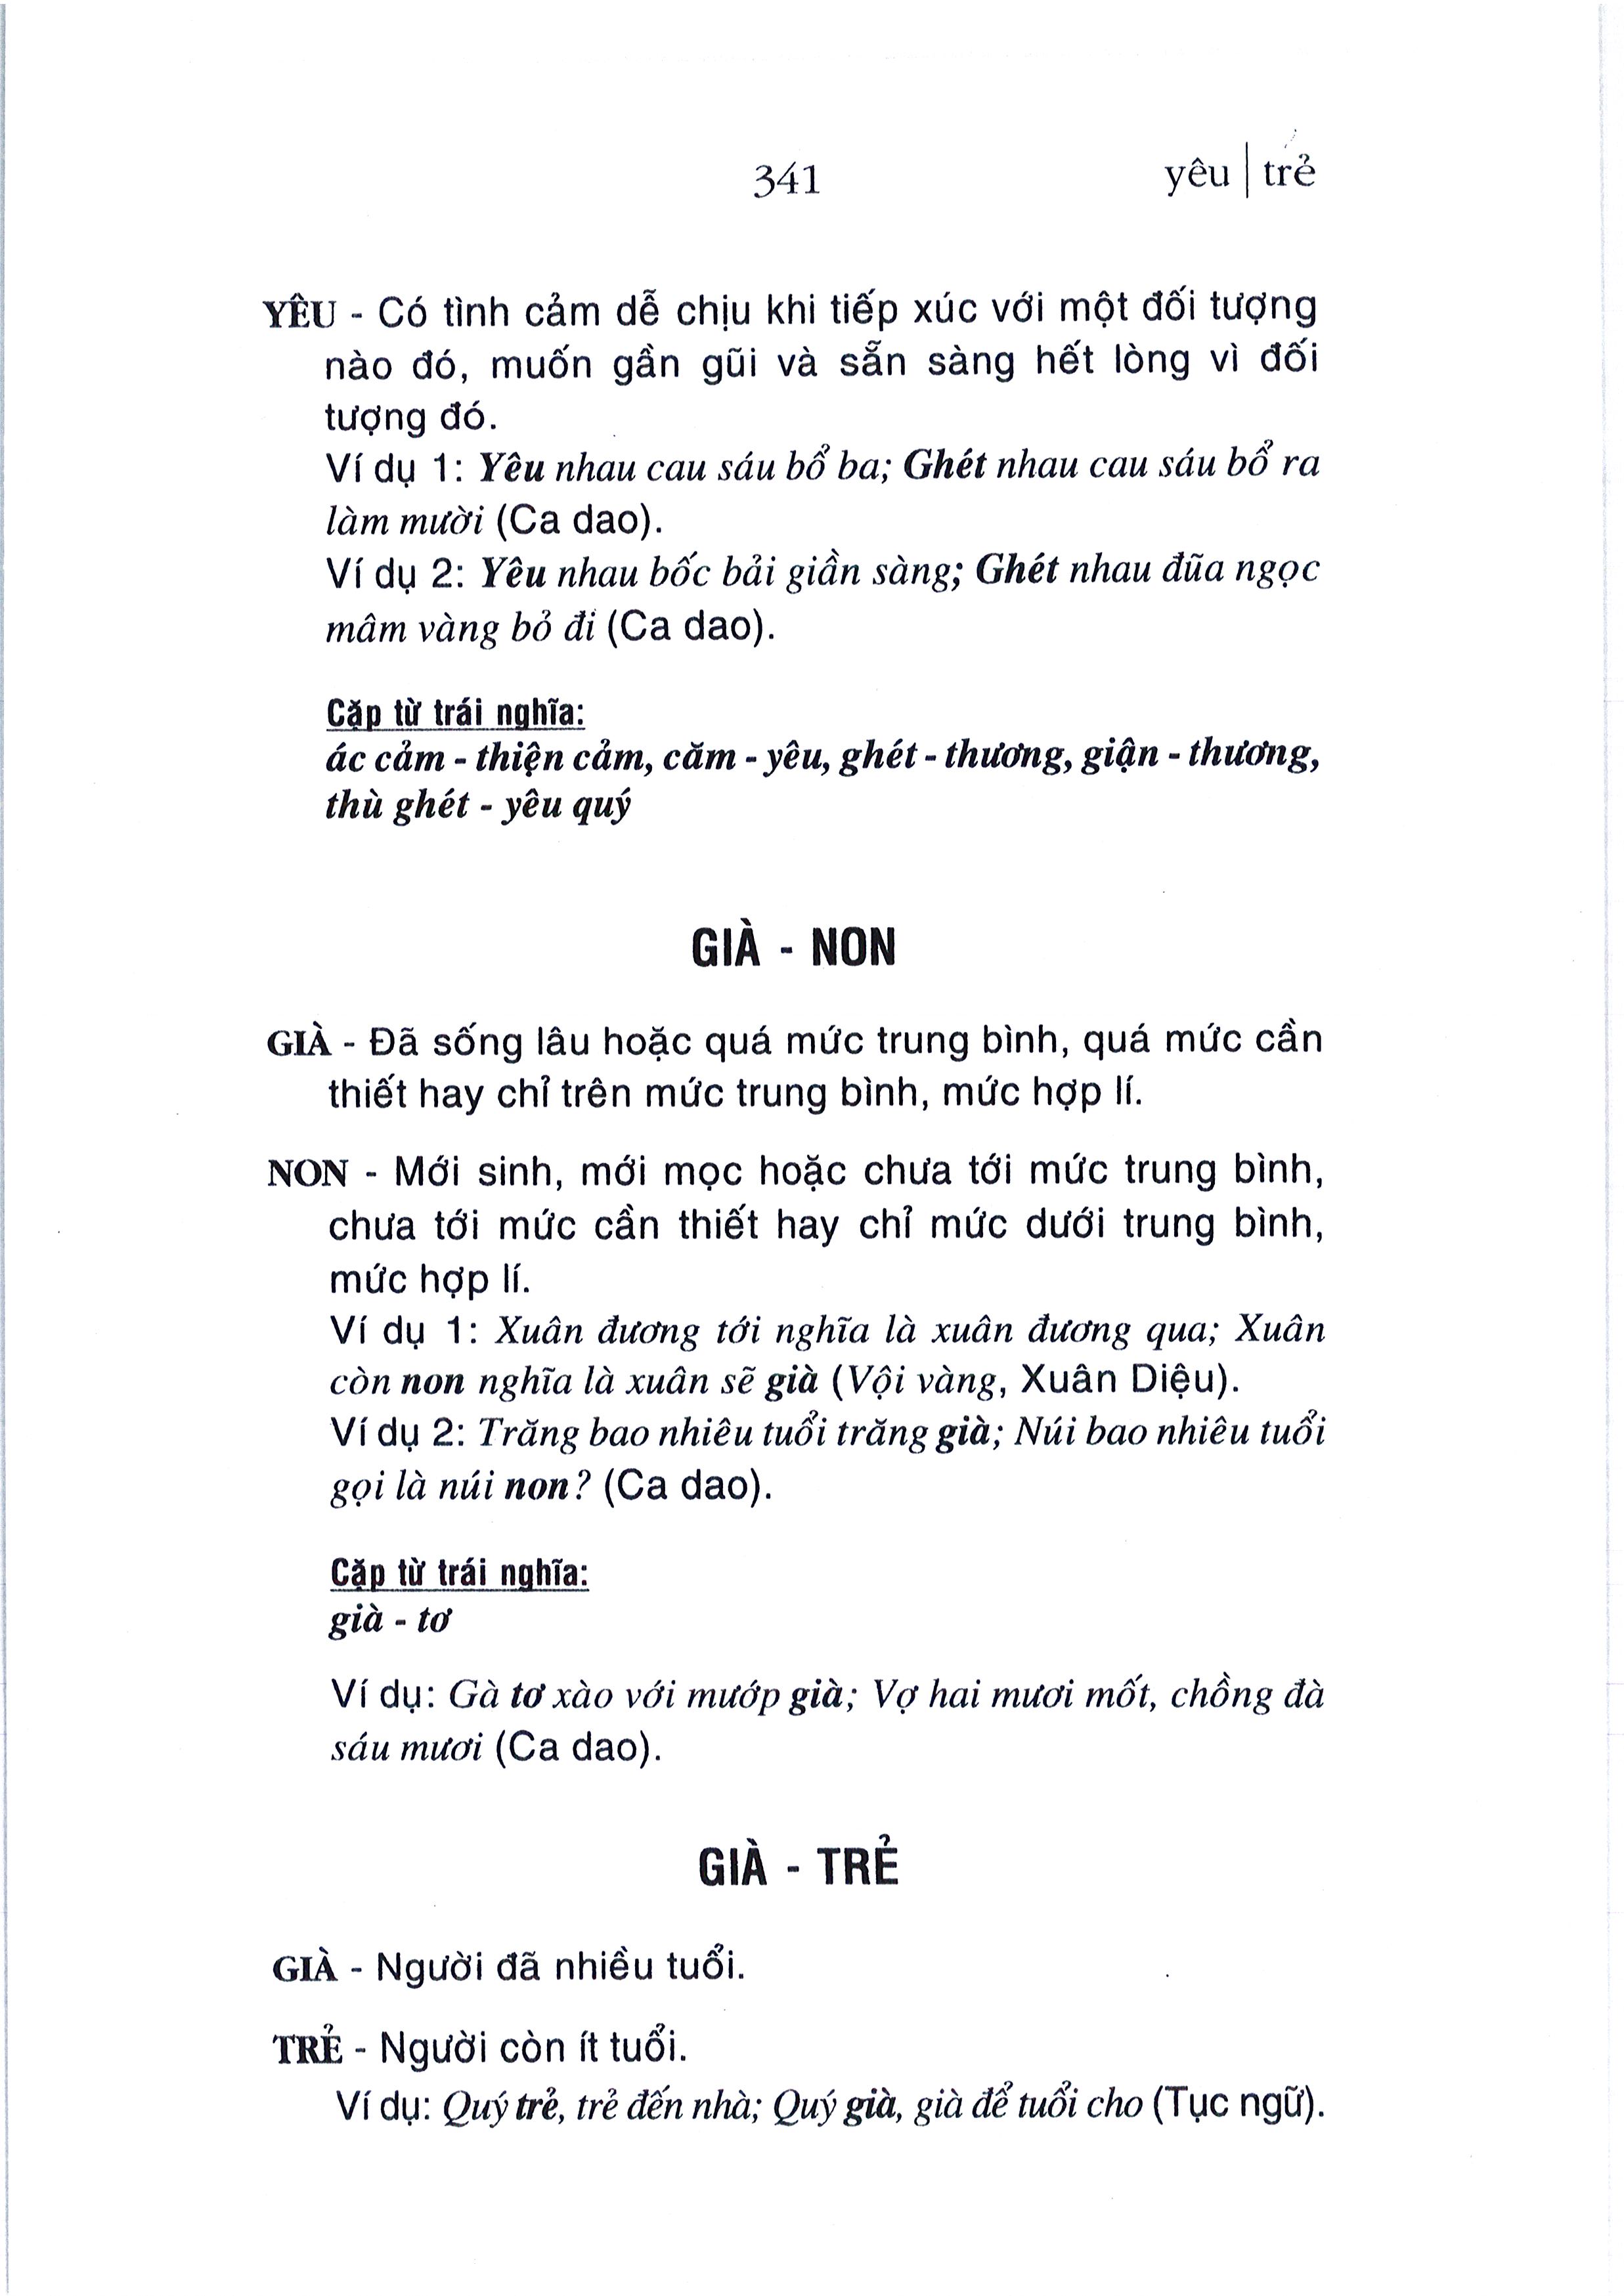 341
yêu | trẻ
YÊU - Có tình cảm dễ chịu khi tiếp xúc với một đối tượng
nào đó, muốn gần gũi và sẵn sàng hết lòng vì đối
tượng đó.
Ví dụ 1: Yêu nhau cau sáu bổ ba; Ghét nhau cau sáu bổ ra
làm mười (Ca dao).
Ví dụ 2: Yêu nhau bốc bải giần sàng; Ghét nhau đũa ngọc
mâm vàng bỏ đi (Ca dao).
Cặp từ trái nghĩa:
ác cảm - thiện cảm, căm - yêu, ghét - thương, giận - thương,
thù ghét - yêu quý
GIÀ - NON
GIÀ - Đã sống lâu hoặc quá mức trung bình, quá mức cần
thiết hay chỉ trên mức trung bình, mức hợp lí.
NON - Mới sinh, mới mọc hoặc chưa tới mức trung bình,
chưa tới mức cần thiết hay chỉ mức dưới trung bình,
mức hợp lí.
Ví dụ 1: Xuân đương tới nghĩa là xuân đương qua; Xuân
còn non nghĩa là xuân sẽ già (Vội vàng, Xuân Diệu).
Ví dụ 2: Trăng bao nhiêu tuổi trăng già; Núi bao nhiêu tuổi
gọi là núi non? (Ca dao).
Cặp từ trái nghĩa:
già - tơ
Ví dụ: Gà tơ xào với mướp già; Vợ hai mươi mốt, chồng đà
sáu mươi (Ca dao).
GIÀ - TRẺ
GIÀ - Người đã nhiều tuổi.
TRẺ - Người còn ít tuổi.
Ví dụ: Quý trẻ, trẻ đến nhà; Quý già, già để tuổi cho (Tục ngữ).